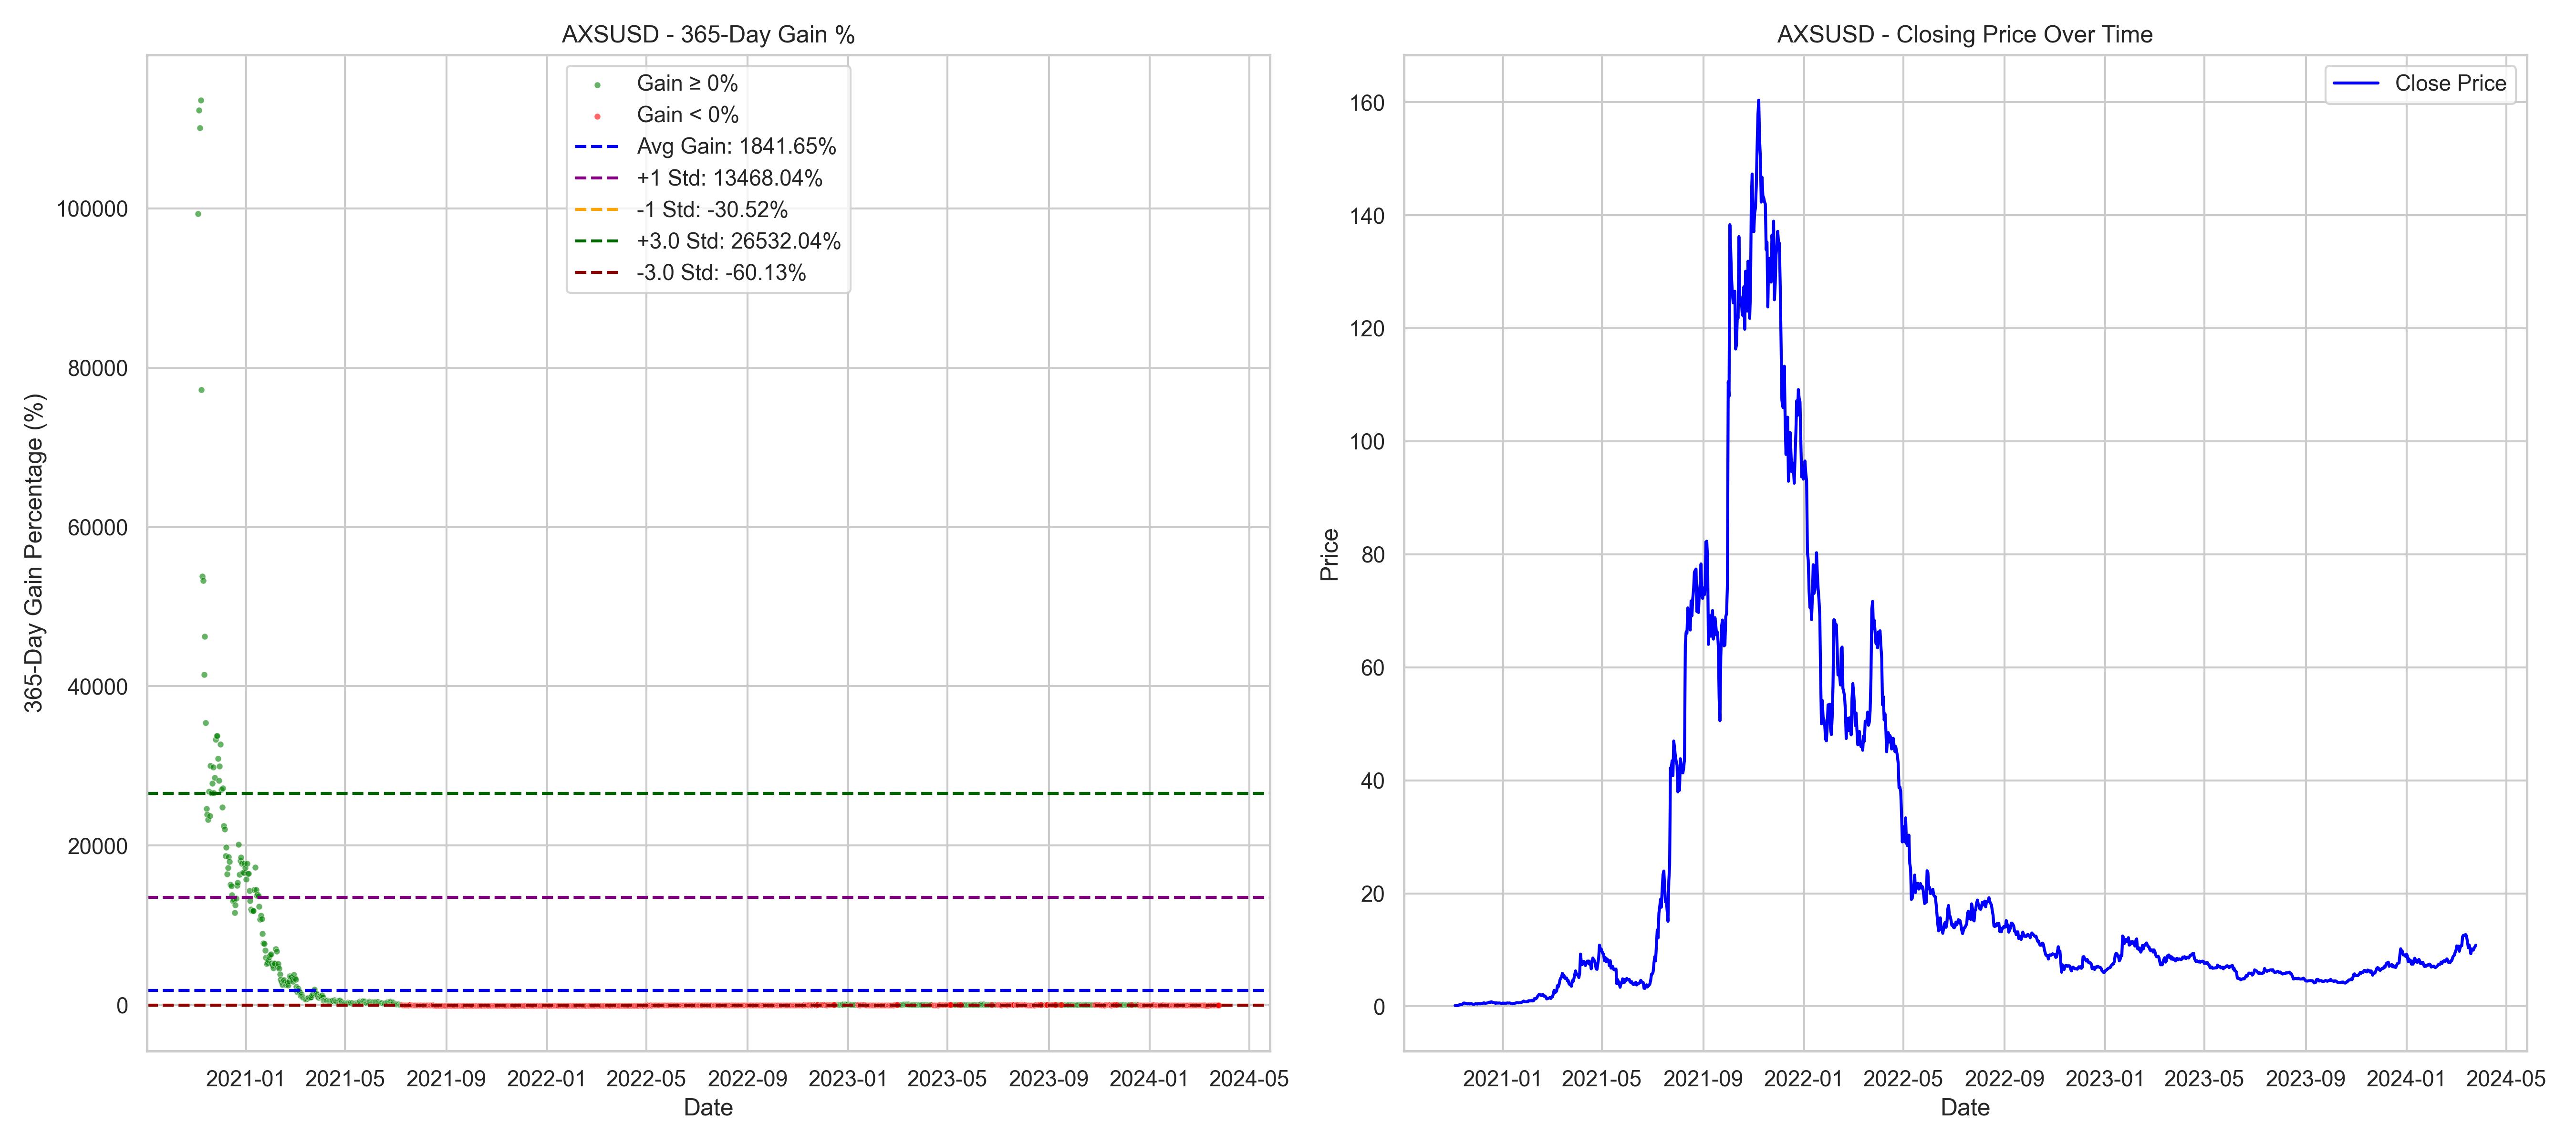 AXSUSD - 365-Day Gain %
Gain ≥ 0%
Gain < 0%
Avg Gain: 1841.65%
+1 Std: 13468.04%
-1 Std: -30.52%
+3.0 Std: 26532.04%
-3.0 Std: -60.13%
365-Day Gain Percentage (%)
100000
80000
60000
40000
20000
0
2021-01 2021-05 2021-09 2022-01 2022-05 2022-09 2023-01 2023-05 2023-09 2024-01 2024-05
Date
AXSUSD - Closing Price Over Time
Close Price
Price
160
140
120
100
80
60
40
20
0
2021-01 2021-05 2021-09 2022-01 2022-05 2022-09 2023-01 2023-05 2023-09 2024-01 2024-05
Date